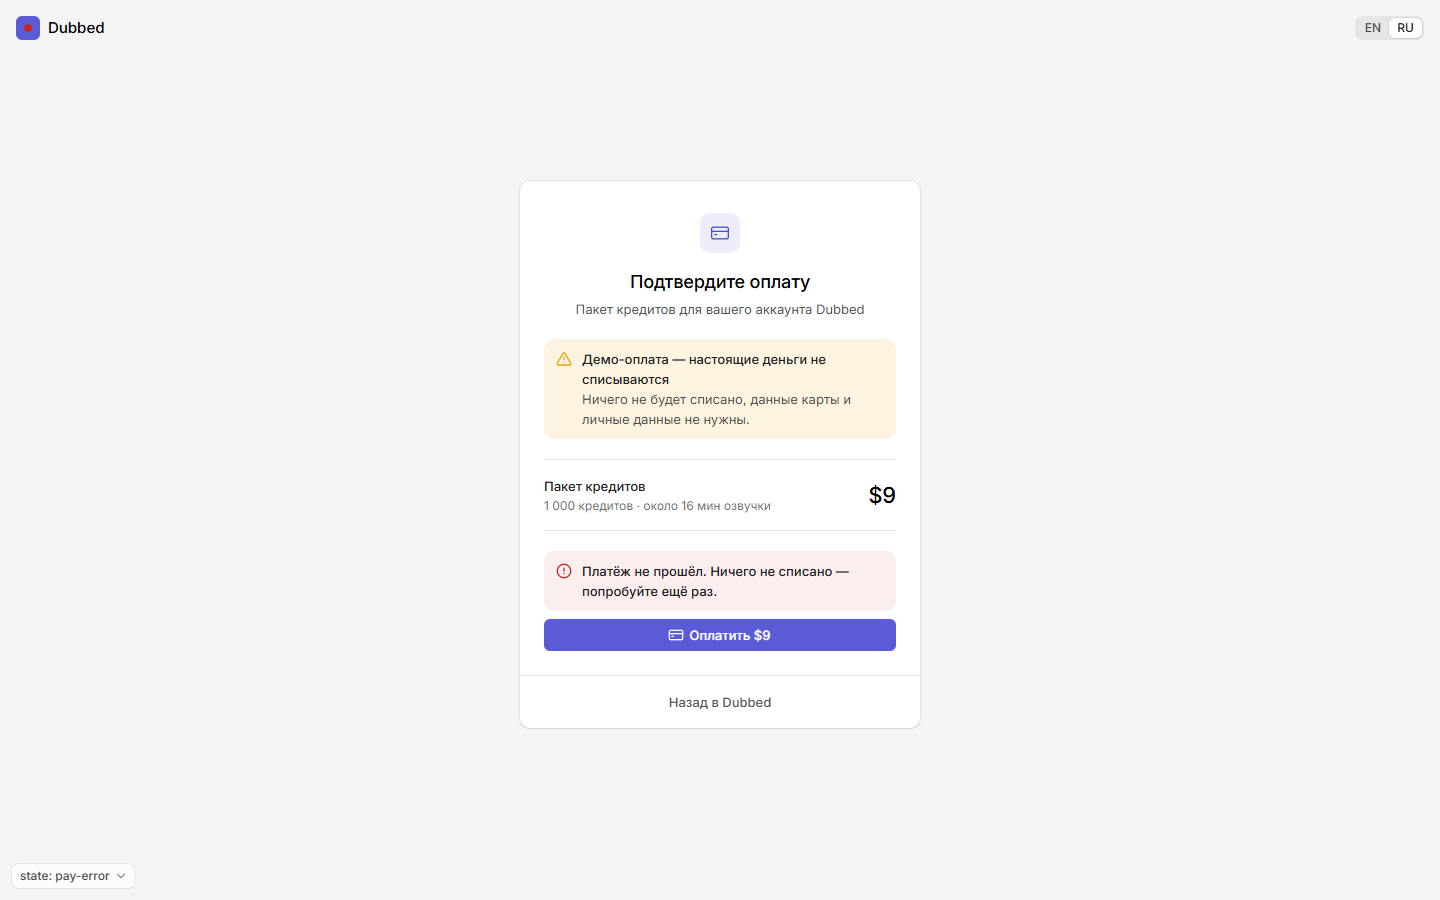 Dubbed
EN RU
Подтвердите оплату
Пакет кредитов для вашего аккаунта Dubbed
Демо-оплата — настоящие деньги не
списываются
Ничего не будет списано, данные карты и
личные данные не нужны.
Пакет кредитов
1 000 кредитов · около 16 мин озвучки
$9
Платёж не прошёл. Ничего не списано —
попробуйте ещё раз.
Оплатить $9
Назад в Dubbed
state: pay-error